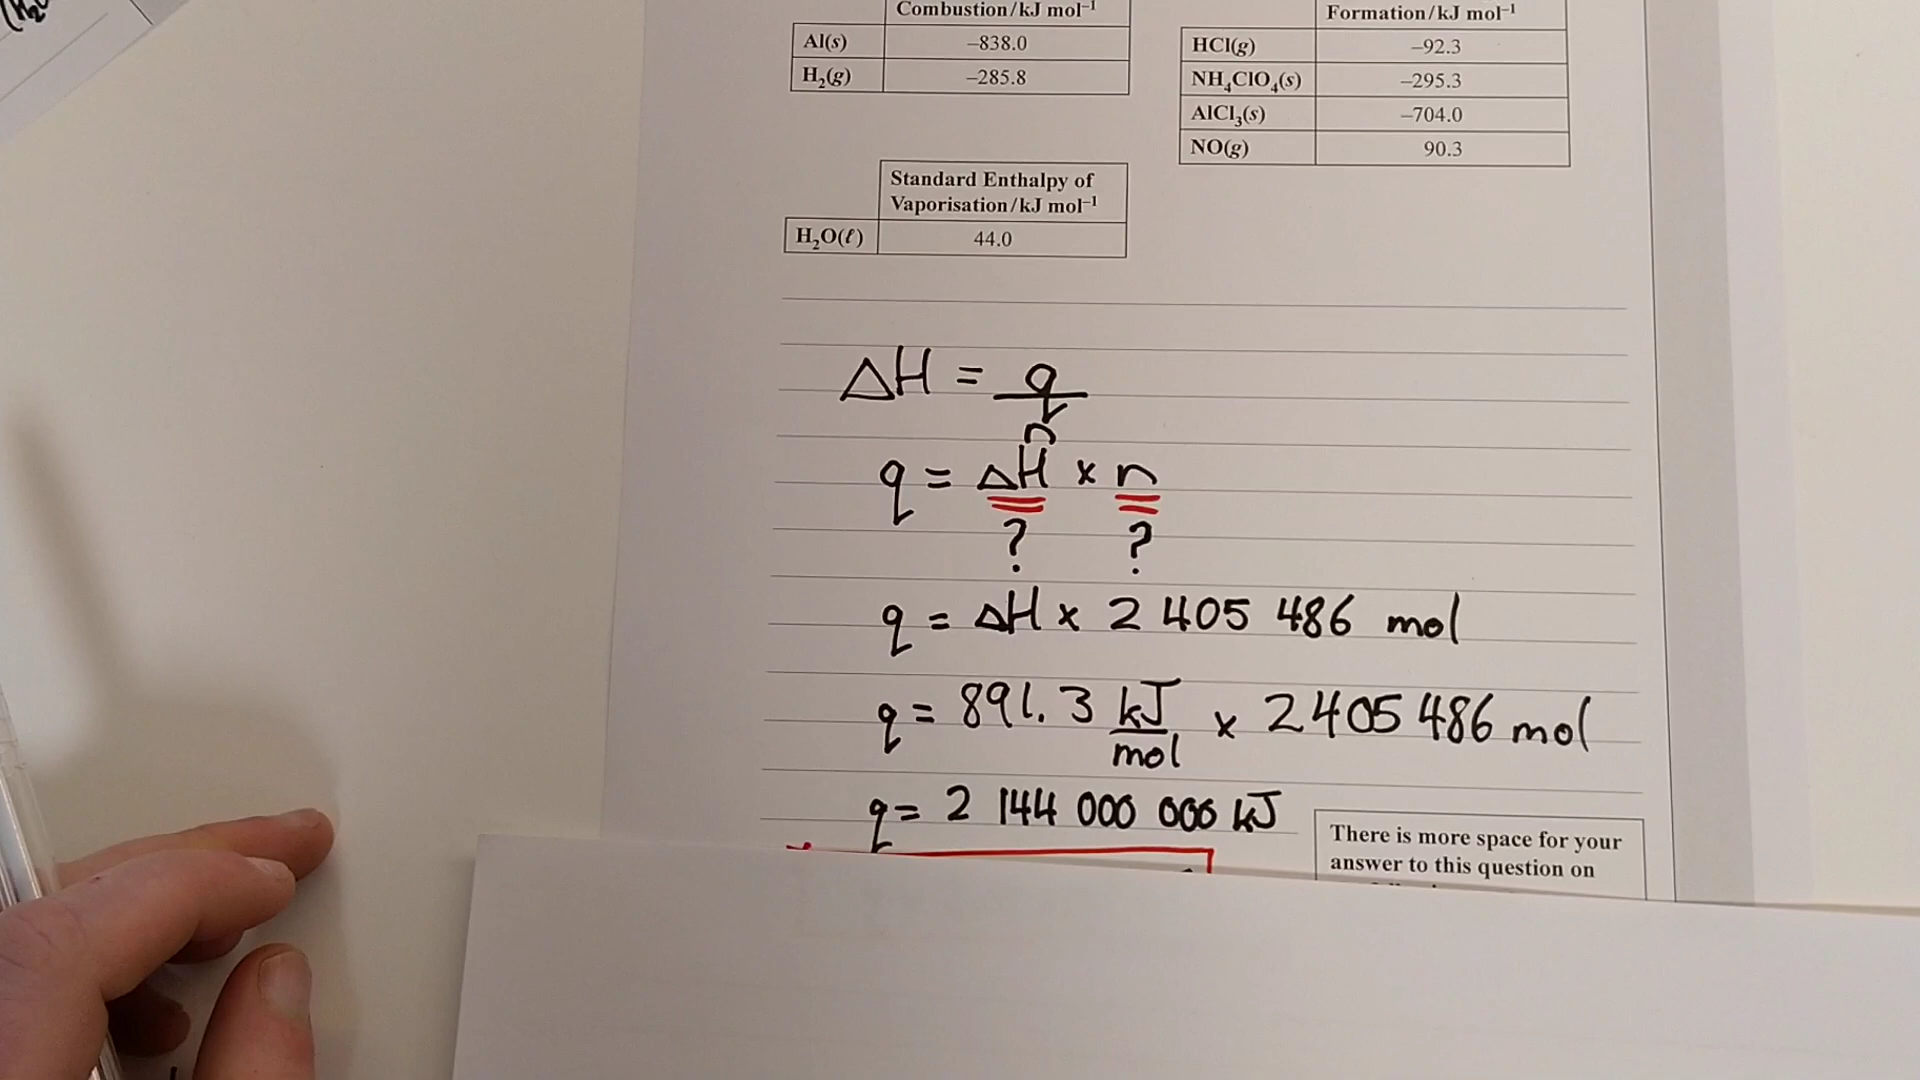 (H₂
Combustion/kJ mol⁻¹
Al(s) –838.0
H₂(g) –285.8
Formation/kJ mol⁻¹
HCl(g) –92.3
NH₄ClO₄(s) –295.3
AlCl₃(s) –704.0
NO(g) 90.3
Standard Enthalpy of
Vaporisation/kJ mol⁻¹
H₂O(ℓ) 44.0
ΔH = q
n
q = ΔH × n
? ?
q = ΔH × 2 405 486 mol
q = 891.3 kJ × 2405 486 mol
mol
q = 2 144 000 000 kJ
There is more space for your
answer to this question on